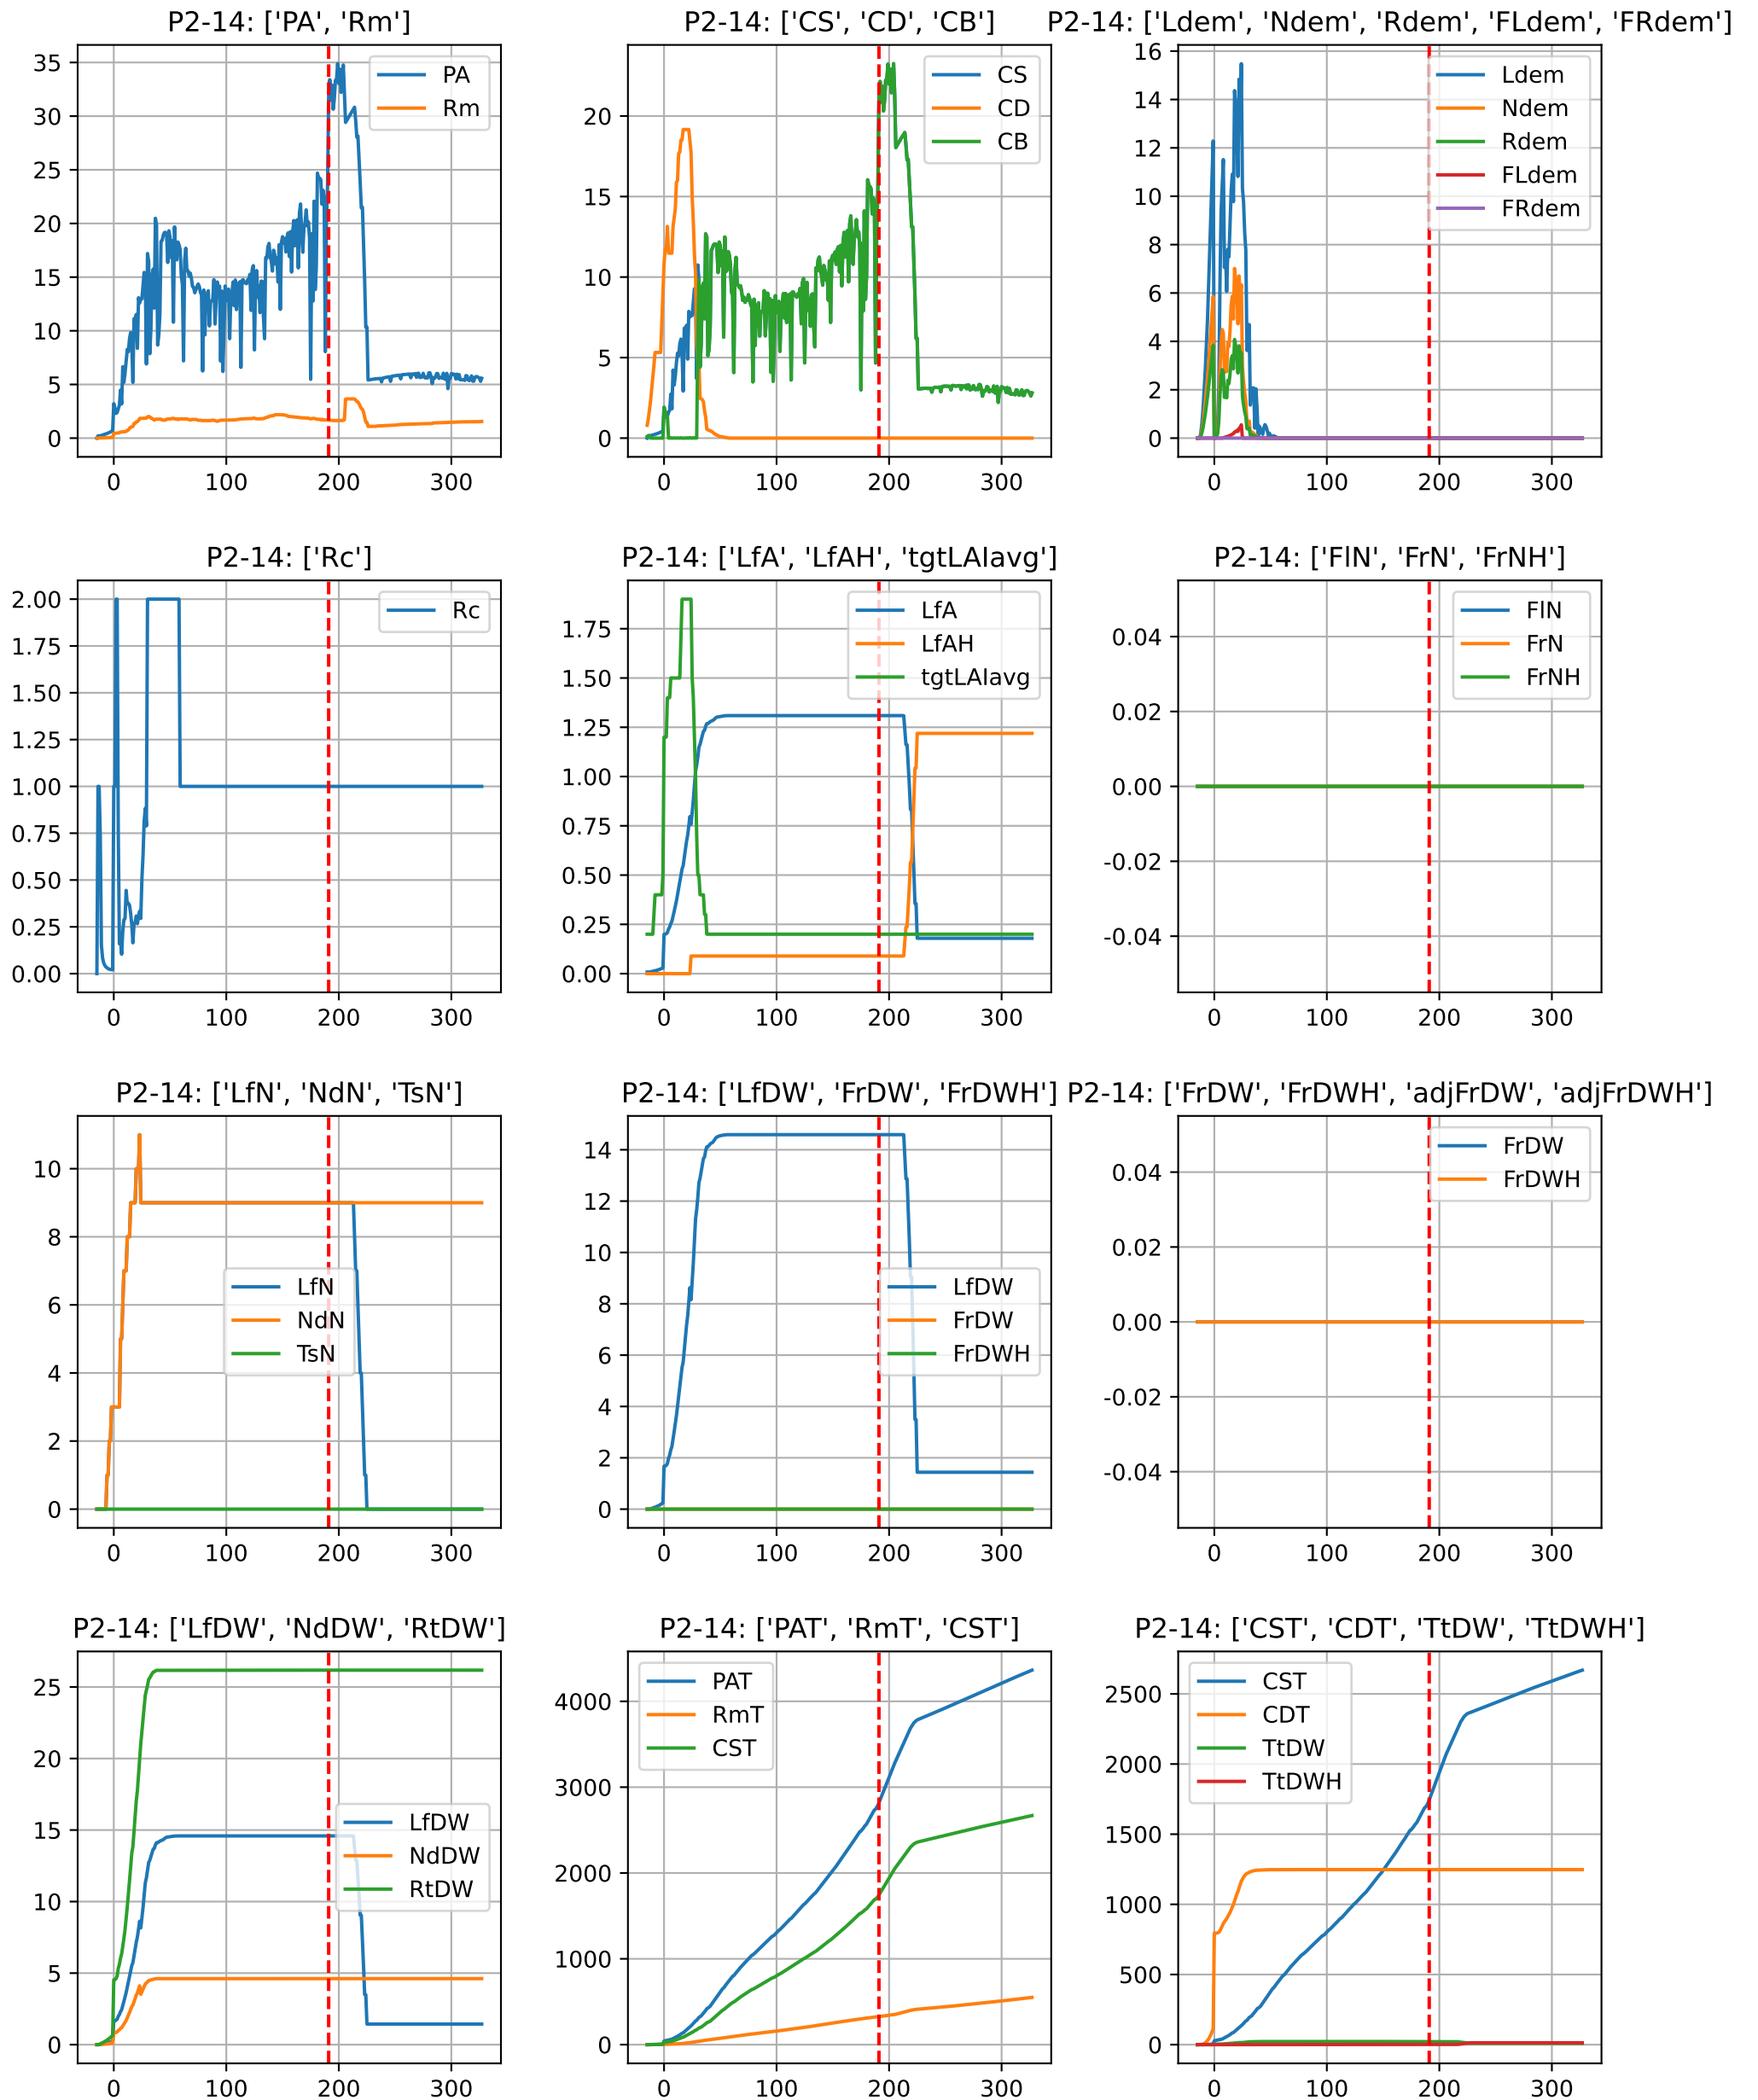 P2-14: ['PA', 'Rm']
35
30
25
20
15
10
5
0
0 100 200 300
PA
Rm
P2-14: ['CS', 'CD', 'CB']
20
15
10
5
0
0 100 200 300
CS
CD
CB
P2-14: ['Ldem', 'Ndem', 'Rdem', 'FLdem', 'FRdem']
16
14
12
10
8
6
4
2
0
0 100 200 300
Ldem
Ndem
Rdem
FLdem
FRdem
P2-14: ['Rc']
2.00
1.75
1.50
1.25
1.00
0.75
0.50
0.25
0.00
0 100 200 300
Rc
P2-14: ['LfA', 'LfAH', 'tgtLAIavg']
1.75
1.50
1.25
1.00
0.75
0.50
0.25
0.00
0 100 200 300
LfA
LfAH
tgtLAIavg
P2-14: ['FlN', 'FrN', 'FrNH']
0.04
0.02
0.00
-0.02
-0.04
0 100 200 300
FlN
FrN
FrNH
P2-14: ['LfN', 'NdN', 'TsN']
10
8
6
4
2
0
0 100 200 300
LfN
NdN
TsN
P2-14: ['LfDW', 'FrDW', 'FrDWH']
14
12
10
8
6
4
2
0
0 100 200 300
LfDW
FrDW
FrDWH
P2-14: ['FrDW', 'FrDWH', 'adjFrDW', 'adjFrDWH']
0.04
0.02
0.00
-0.02
-0.04
0 100 200 300
FrDW
FrDWH
P2-14: ['LfDW', 'NdDW', 'RtDW']
25
20
15
10
5
0
0 100 200 300
LfDW
NdDW
RtDW
P2-14: ['PAT', 'RmT', 'CST']
4000
3000
2000
1000
0
0 100 200 300
PAT
RmT
CST
P2-14: ['CST', 'CDT', 'TtDW', 'TtDWH']
2500
2000
1500
1000
500
0
0 100 200 300
CST
CDT
TtDW
TtDWH